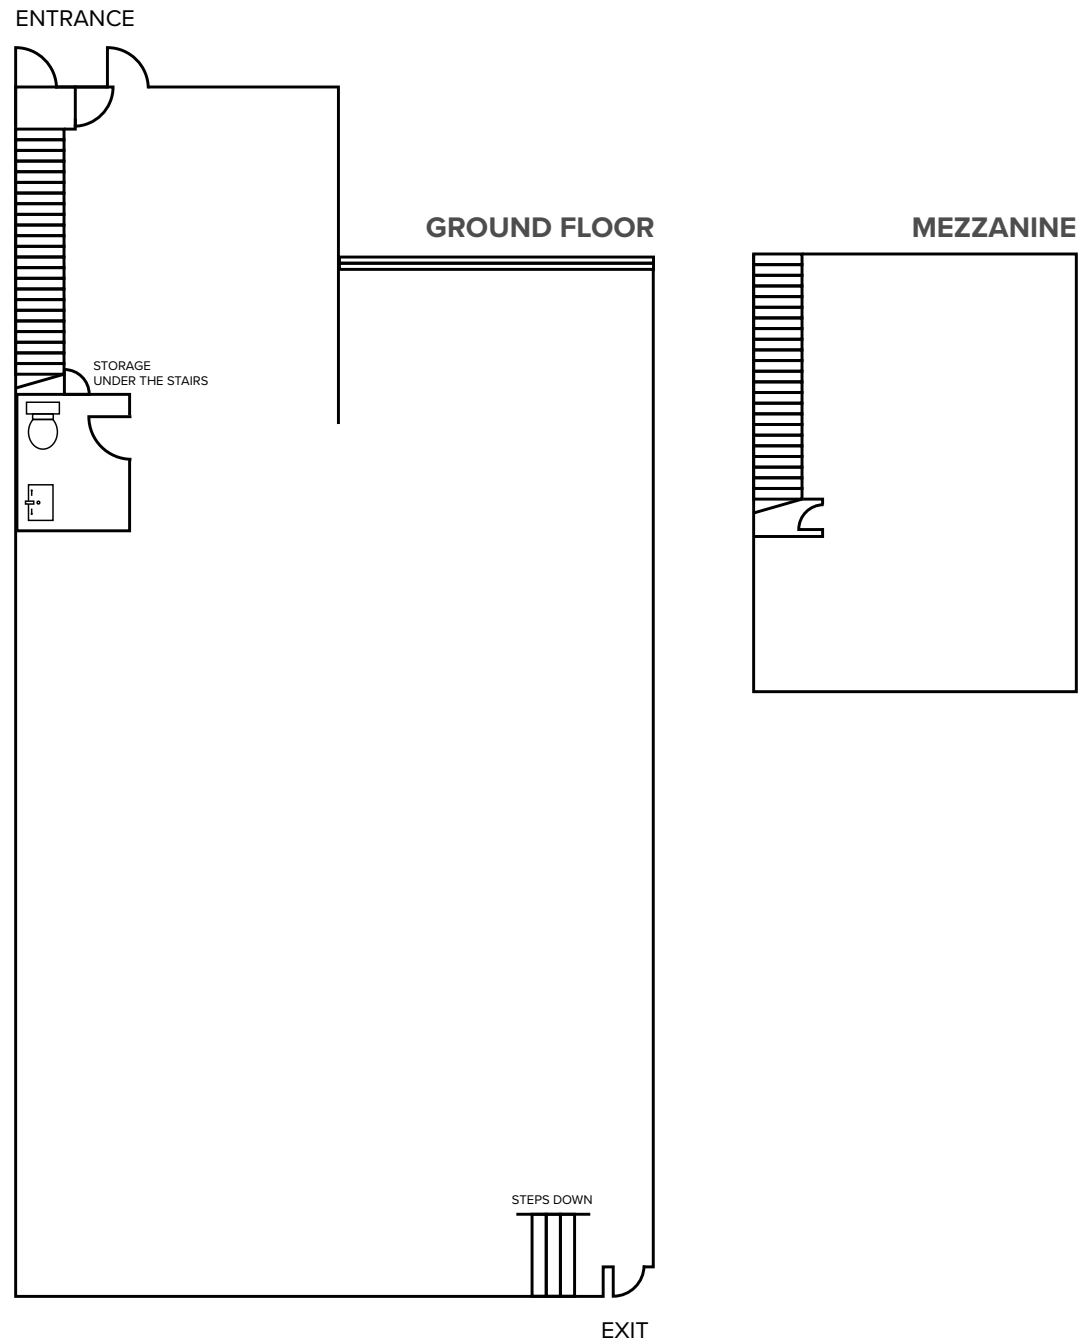 ENTRANCE
GROUND FLOOR
MEZZANINE
STORAGE
UNDER THE STAIRS
STEPS DOWN
EXIT